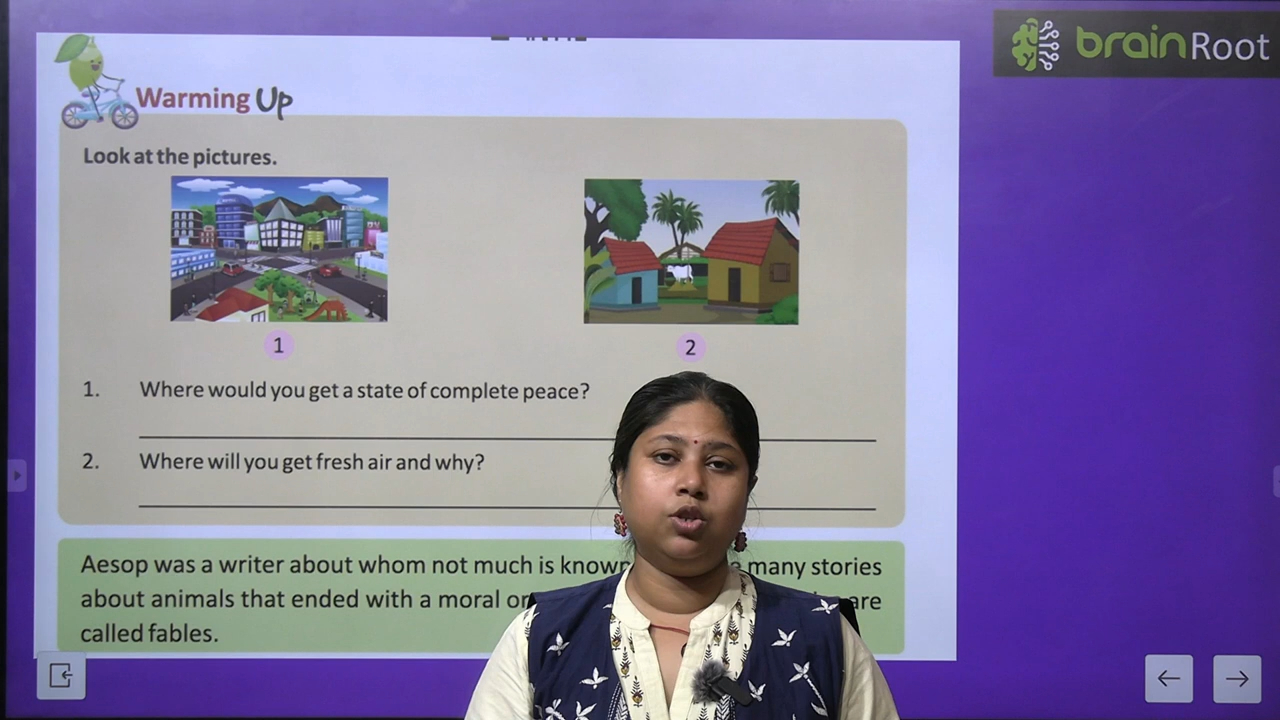 brainRoot
Warming Up
Look at the pictures.
1
2
1. Where would you get a state of complete peace?
2. Where will you get fresh air and why?
Aesop was a writer about whom not much is known many stories
about animals that ended with a moral or are
called fables.